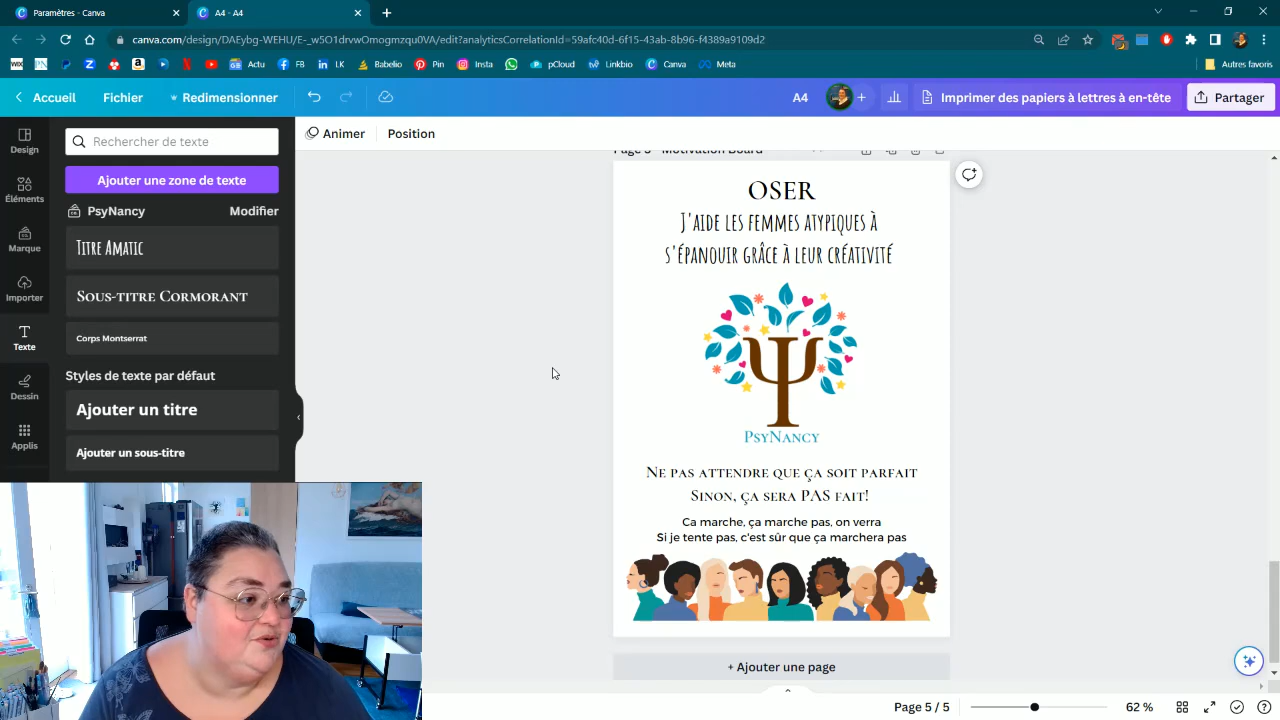 Paramètres - Canva
A4 - A4
canva.com/design/DAEybg-WEHU/E-_w5O1drvwOmogmzqu0VA/edit?analyticsCorrelationId=59afc40d-6f15-43ab-8b96-f4389a9109d2
Actu
FB
LK
Babelio
Pin
Insta
pCloud
Linkbio
Canva
Meta
Autres favoris
Accueil
Fichier
Redimensionner
A4
Imprimer des papiers à lettres à en-tête
Partager
Design
Éléments
Marque
Importer
Texte
Dessin
Applis
Rechercher de texte
Ajouter une zone de texte
PsyNancy
Modifier
Titre Amatic
Sous-titre Cormorant
Corps Montserrat
Styles de texte par défaut
Ajouter un titre
Ajouter un sous-titre
Animer
Position
Page 5 - Motivation Board
OSER
J'aide les femmes atypiques à
s'épanouir grâce à leur créativité
PsyNancy
Ne pas attendre que ça soit parfait
Sinon, ça sera PAS fait!
Ca marche, ça marche pas, on verra
Si je tente pas, c'est sûr que ça marchera pas
+ Ajouter une page
Page 5 / 5
62 %